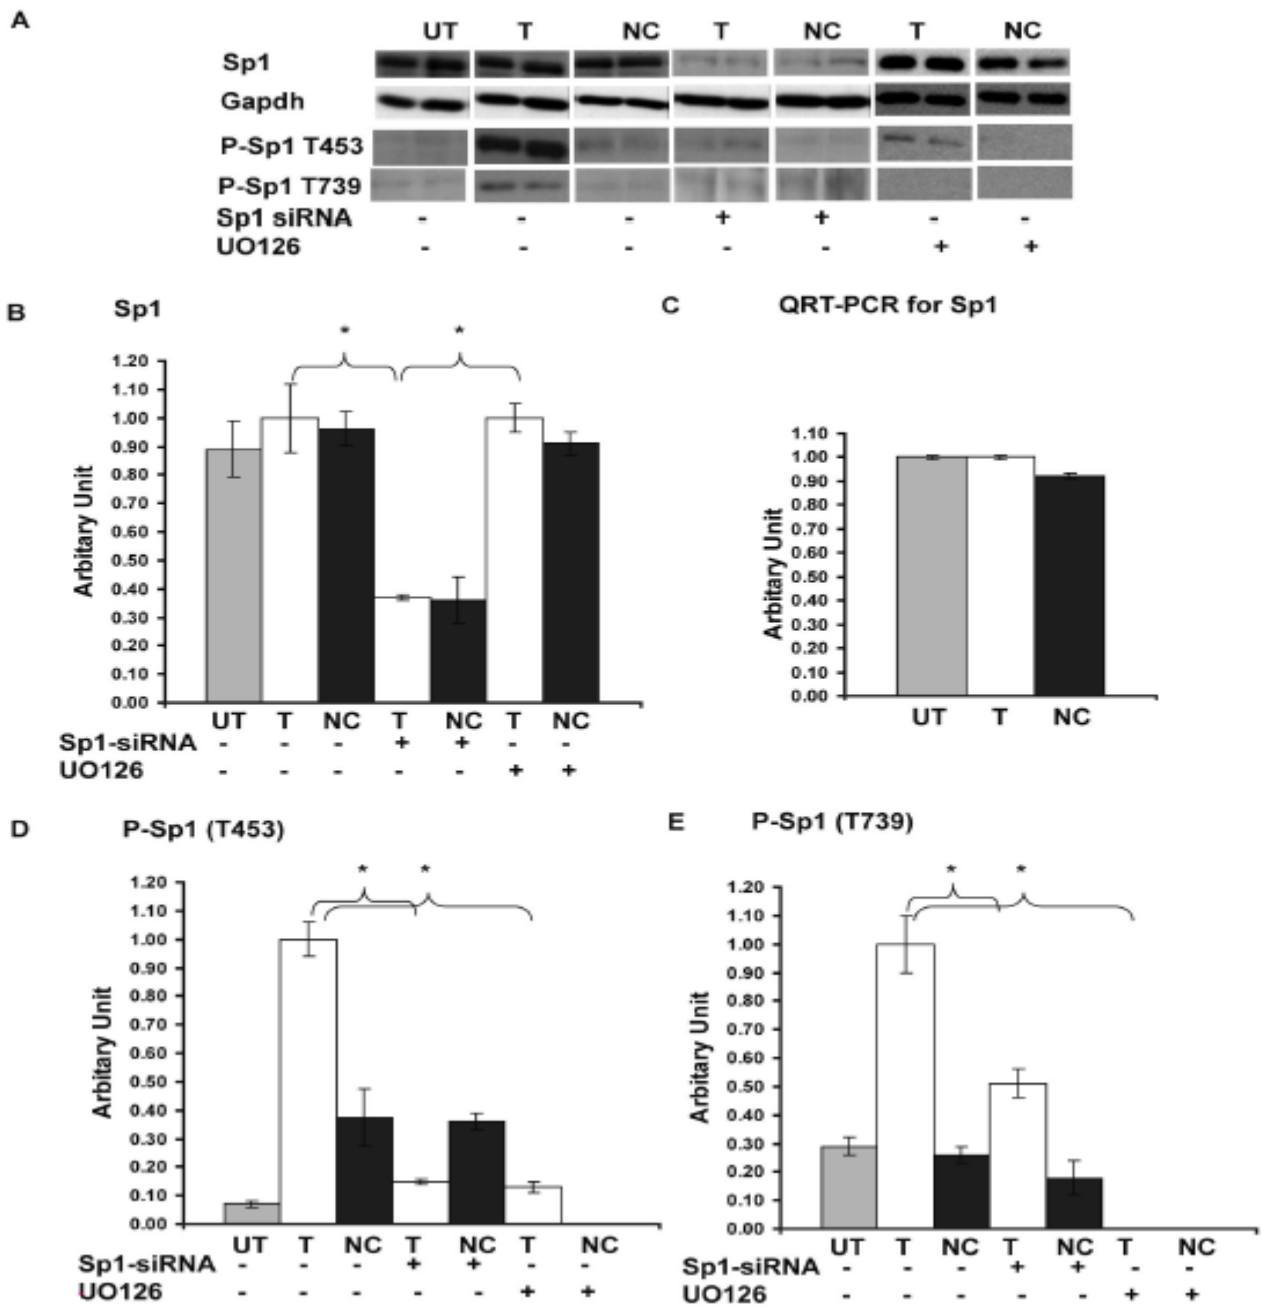 A
UT T NC T NC T NC
Sp1
Gapdh
P-Sp1 T453
P-Sp1 T739
Sp1 siRNA - - - + + - -
UO126 - - - + +
B Sp1
* *
1.20
1.10
1.00
0.90
0.80
0.70
0.60
0.50
0.40
0.30
0.20
0.10
0.00
Arbitary Unit
UT T NC T NC T NC
Sp1-siRNA - - - + + - -
UO126 - - - - - + +
C QRT-PCR for Sp1
1.10
1.00
0.90
0.80
0.70
0.60
0.50
0.40
0.30
0.20
0.10
0.00
Arbitary Unit
UT T NC
D P-Sp1 (T453)
* *
1.20
1.10
1.00
0.90
0.80
0.70
0.60
0.50
0.40
0.30
0.20
0.10
0.00
Arbitary Unit
UT T NC T NC T NC
Sp1-siRNA - - - + + - -
UO126 - - - - - + +
E P-Sp1 (T739)
* *
1.20
1.10
1.00
0.90
0.80
0.70
0.60
0.50
0.40
0.30
0.20
0.10
0.00
Arbitary Unit
UT T NC T NC T NC
Sp1-siRNA - - - + + - -
UO126 - - - - - + +